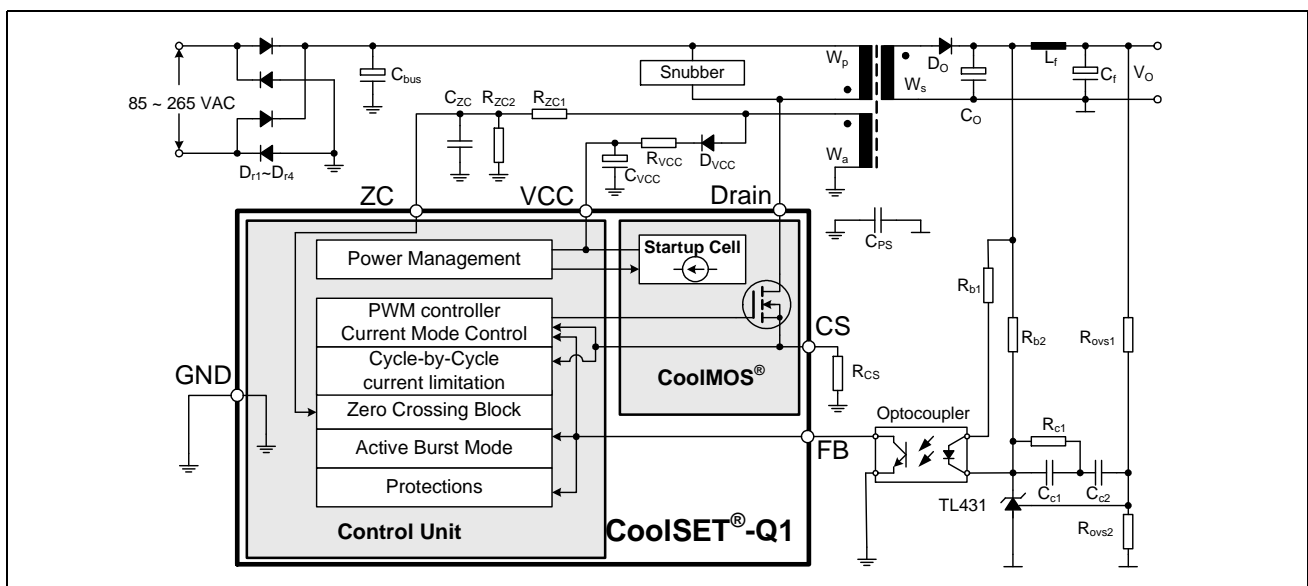 Wp
Snubber
Cbus
DO
Lf
Ws
Cf
VO
85 ~ 265 VAC
CZC
RZC2
RZC1
CO
RVCC
DVCC
Wa
CVCC
Dr1~Dr4
ZC
VCC
Drain
CPS
Power Management
Startup Cell
Rb1
PWM controller
Current Mode Control
CS
Rb2
Rovs1
Cycle-by-Cycle
current limitation
CoolMOS®
RCS
GND
Zero Crossing Block
Optocoupler
Rc1
Active Burst Mode
FB
Cc1
Cc2
Protections
TL431
Control Unit
CoolSET®-Q1
Rovs2